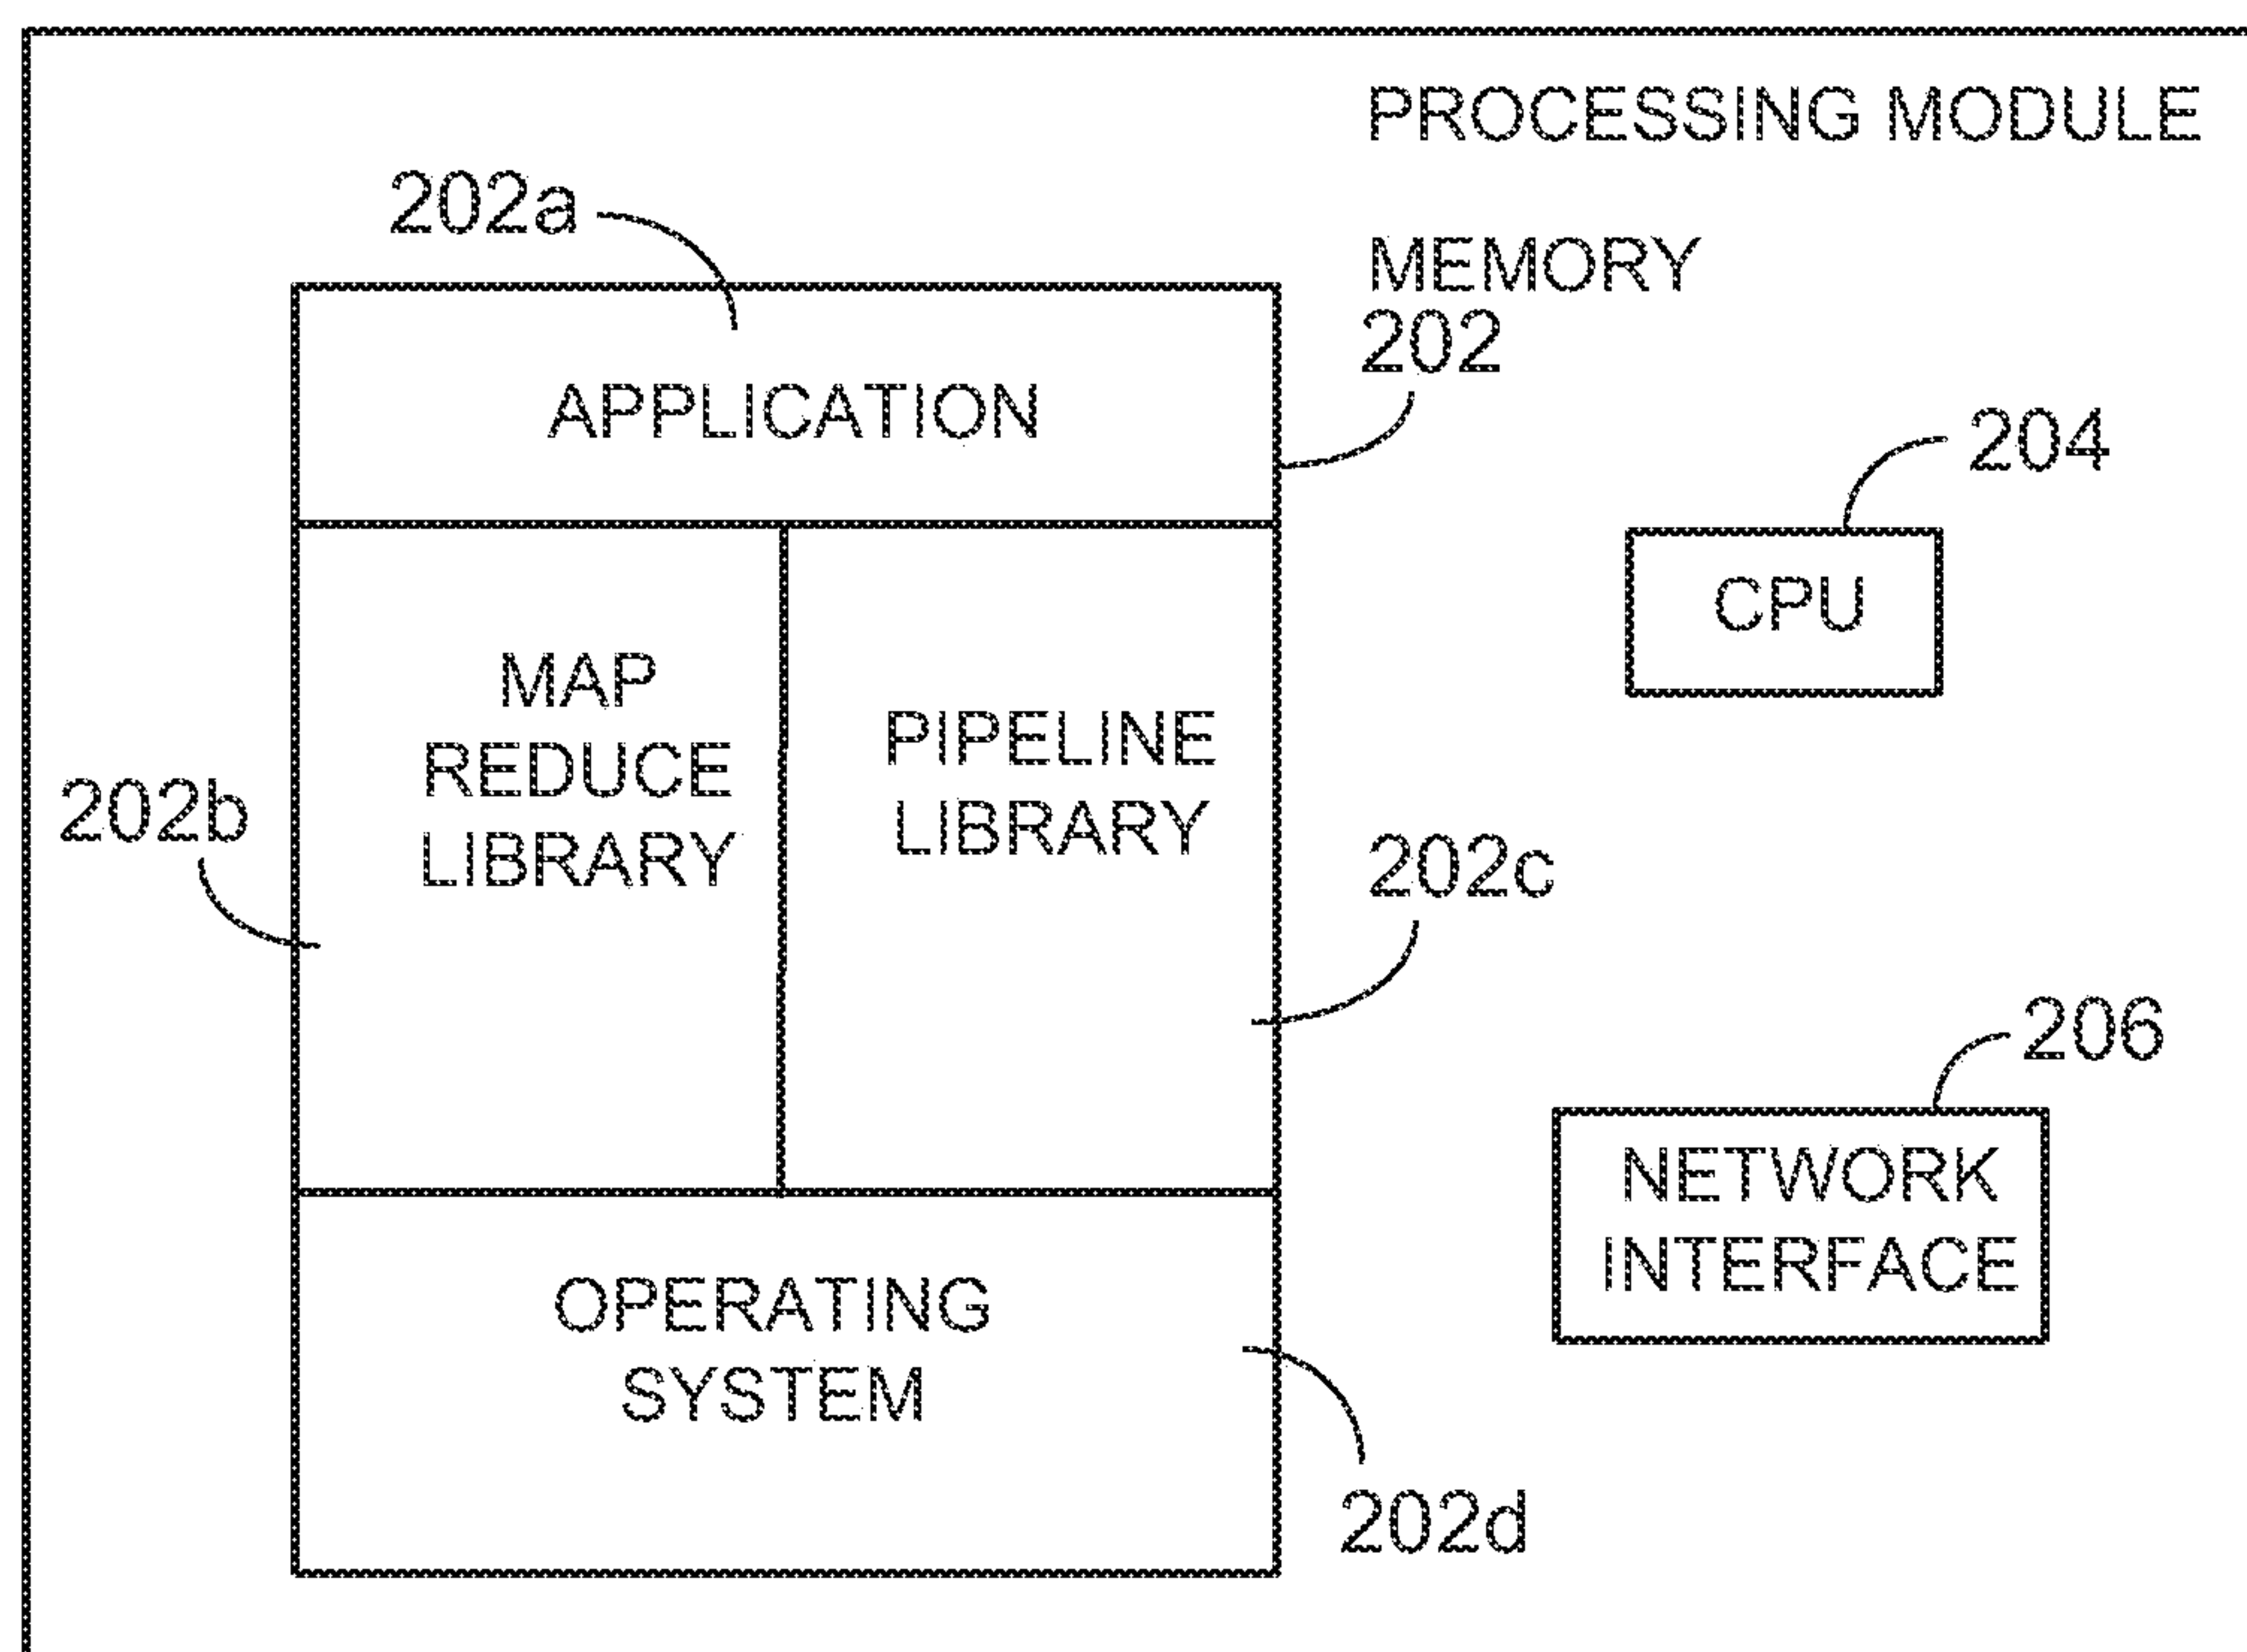 PROCESSING MODULE
202a
MEMORY
202
APPLICATION
204
CPU
MAP
REDUCE
LIBRARY
PIPELINE
LIBRARY
202b
202c
206
NETWORK
INTERFACE
OPERATING
SYSTEM
202d